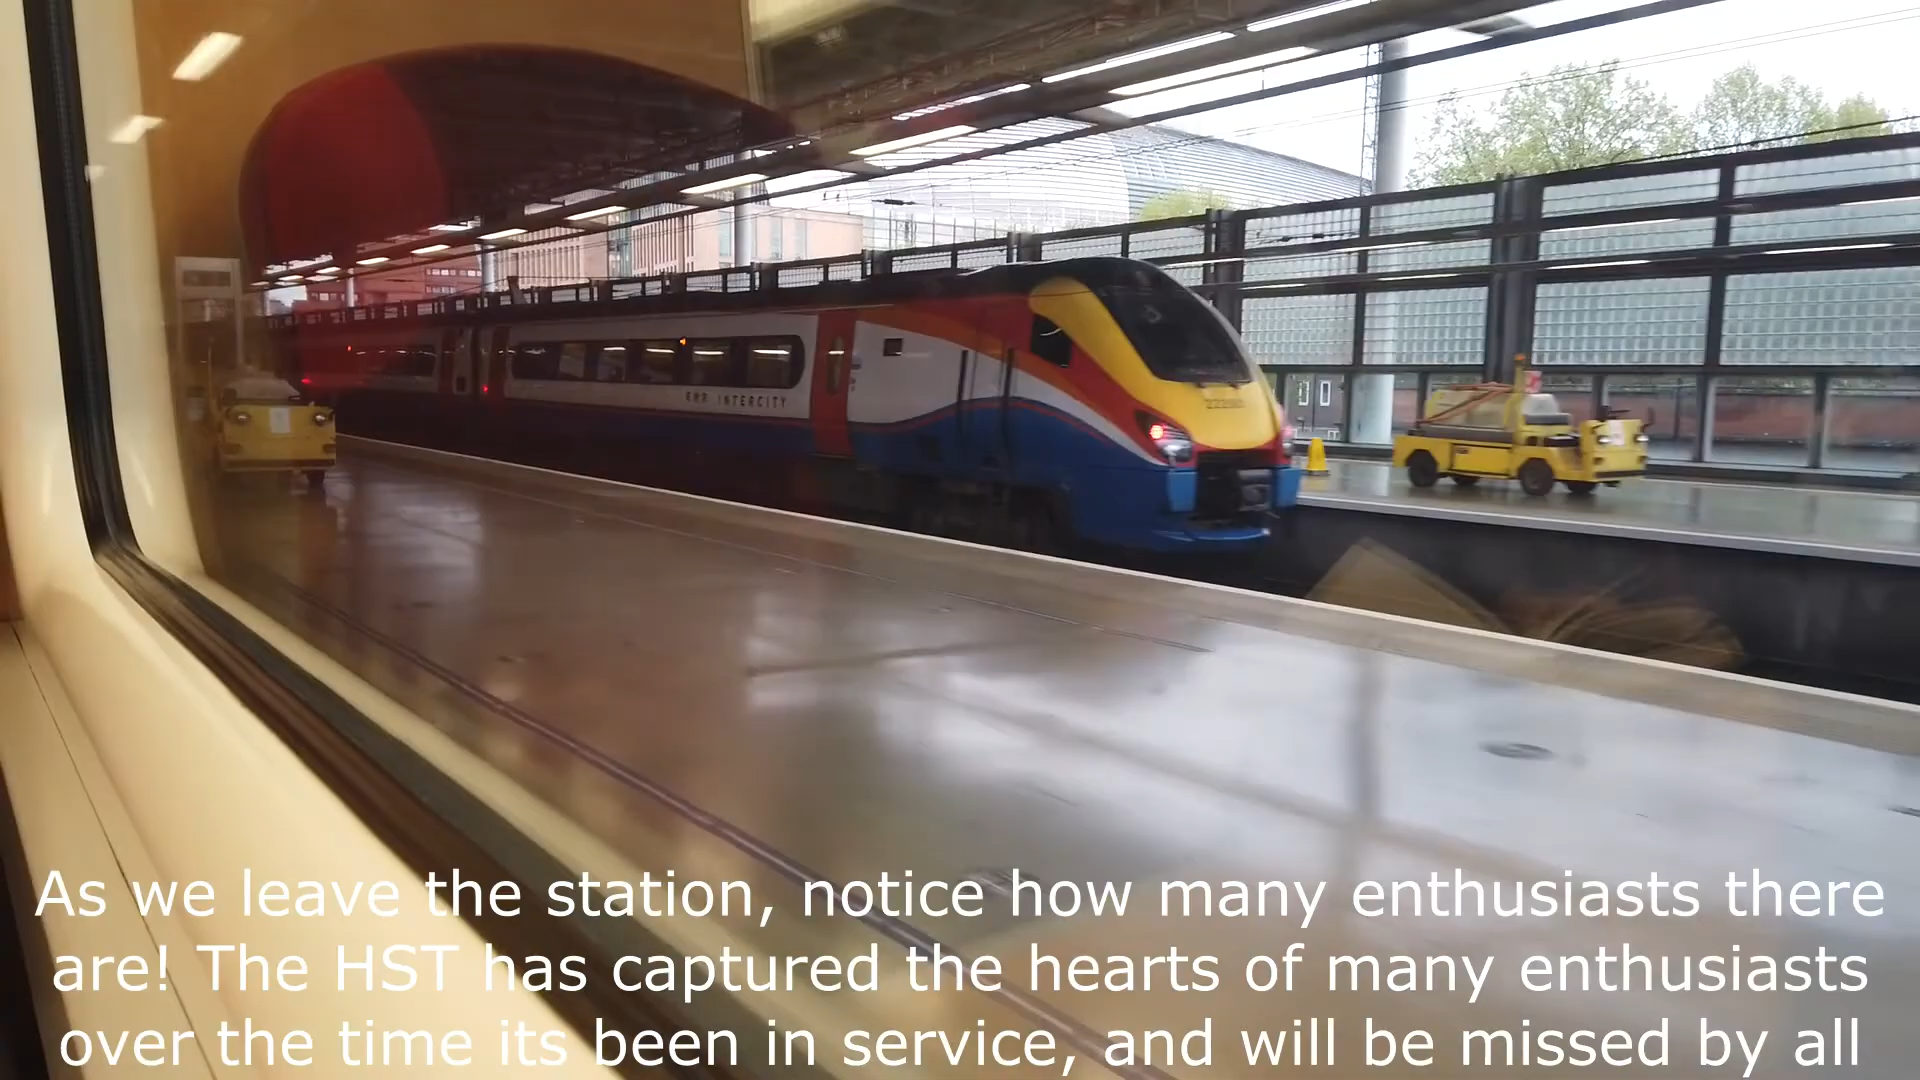 EMR INTERCITY
As we leave the station, notice how many enthusiasts there
are! The HST has captured the hearts of many enthusiasts
over the time its been in service, and will be missed by all